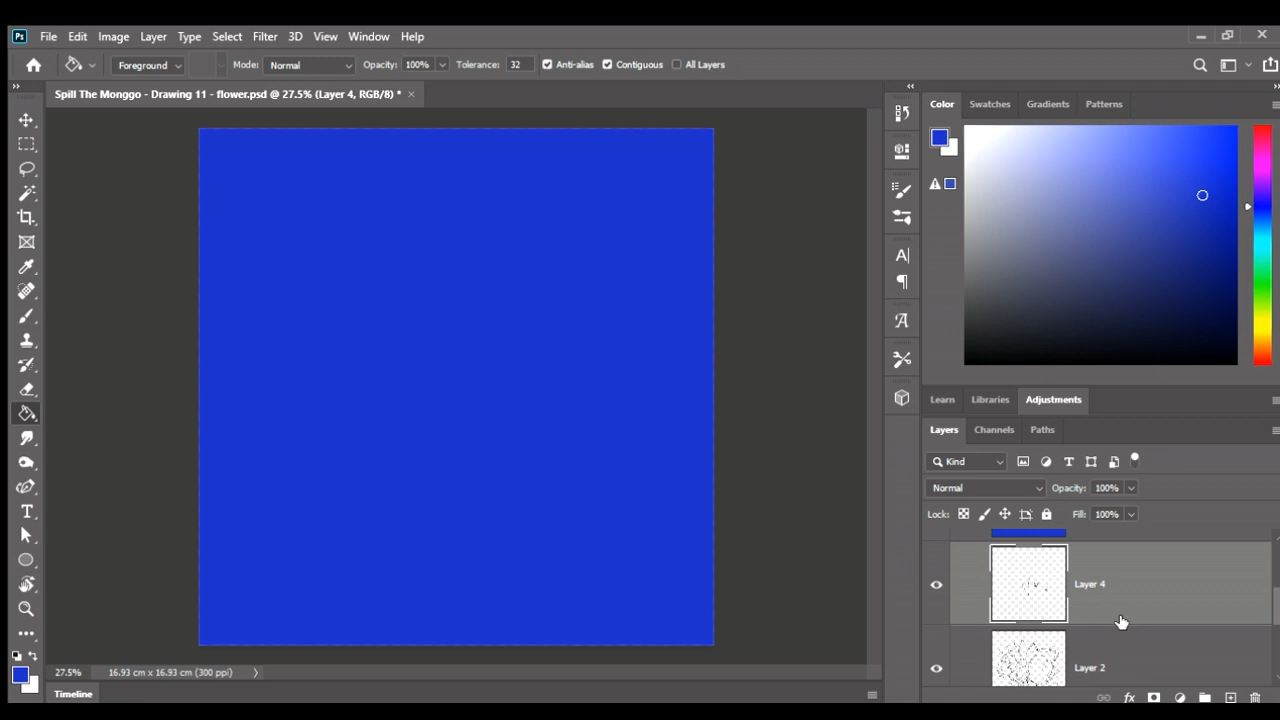 Ps File Edit Image Layer Type Select Filter 3D View Window Help
Foreground Mode: Normal Opacity: 100% Tolerance: 32 Anti-alias Contiguous All Layers
Spill The Monggo - Drawing 11 - flower.psd @ 27.5% (Layer 4, RGB/8) *
Color Swatches Gradients Patterns
Learn Libraries Adjustments
Layers Channels Paths
Kind
Normal Opacity: 100%
Lock: Fill: 100%
Layer 4
Layer 2
27.5% 16.93 cm x 16.93 cm (300 ppi)
Timeline